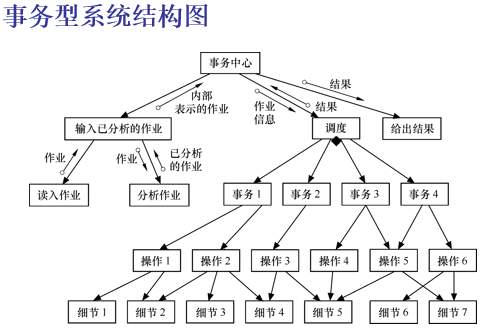 事务型系统结构图
事务中心
结果
内部
表示的作业
作业
信息
结果
输入已分析的作业
调度
给出结果
作业
作业
已分析
的作业
读入作业
分析作业
事务 1
事务 2
事务 3
事务 4
操作 1
操作 2
操作 3
操作 4
操作 5
操作 6
细节 1
细节 2
细节 3
细节 4
细节 5
细节 6
细节 7